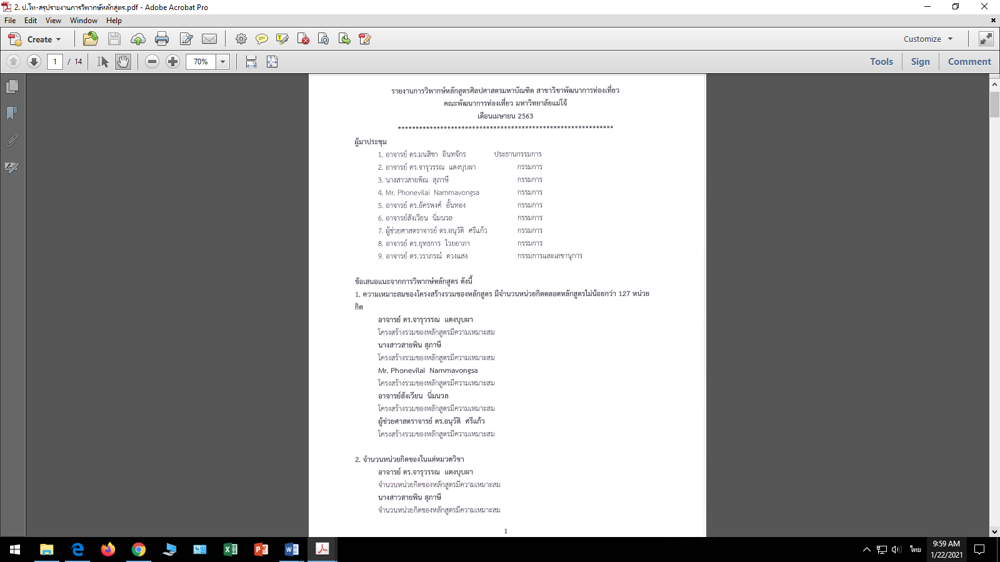 2. ป.โท-สรุปรายงานการวิพากษ์หลักสูตร.pdf - Adobe Acrobat Pro
File Edit View Window Help
Create Customize
1 / 14 70% Tools Sign Comment
รายงานการวิพากษ์หลักสูตรศิลปศาสตรมหาบัณฑิต สาขาวิชาพัฒนาการท่องเที่ยว
คณะพัฒนาการท่องเที่ยว มหาวิทยาลัยแม่โจ้
เดือนเมษายน 2563
*************************************************************
ผู้มาประชุม
1. อาจารย์ ดร.มนสิชา อินทจักร ประธานกรรมการ
2. อาจารย์ ดร.จารุวรรณ แดงบุบผา กรรมการ
3. นางสาวสายพิณ สุภาษี กรรมการ
4. Mr. Phonevilai Nammavongsa กรรมการ
5. อาจารย์ ดร.อัครพงศ์ อั้นทอง กรรมการ
6. อาจารย์สังเวียน นิ่มนวล กรรมการ
7. ผู้ช่วยศาสตราจารย์ ดร.อนุวัติ ศรีแก้ว กรรมการ
8. อาจารย์ ดร.ยุทธการ ไวยอาภา กรรมการ
9. อาจารย์ ดร.วราภรณ์ ดวงแสง กรรมการและเลขานุการ
ข้อเสนอแนะจากการวิพากษ์หลักสูตร ดังนี้
1. ความเหมาะสมของโครงสร้างรวมของหลักสูตร มีจำนวนหน่วยกิตตลอดหลักสูตรไม่น้อยกว่า 127 หน่วย
กิต
อาจารย์ ดร.จารุวรรณ แดงบุบผา
โครงสร้างรวมของหลักสูตรมีความเหมาะสม
นางสาวสายพิน สุภาษี
โครงสร้างรวมของหลักสูตรมีความเหมาะสม
Mr. Phonevilai Nammavongsa
โครงสร้างรวมของหลักสูตรมีความเหมาะสม
อาจารย์สังเวียน นิ่มนวล
โครงสร้างรวมของหลักสูตรมีความเหมาะสม
ผู้ช่วยศาสตราจารย์ ดร.อนุวัติ ศรีแก้ว
โครงสร้างรวมของหลักสูตรมีความเหมาะสม
2. จำนวนหน่วยกิตของในแต่หมวดวิชา
อาจารย์ ดร.จารุวรรณ แดงบุบผา
จำนวนหน่วยกิตของหลักสูตรมีความเหมาะสม
นางสาวสายพิน สุภาษี
จำนวนหน่วยกิตของหลักสูตรมีความเหมาะสม
1
ไทย 9:59 AM
1/22/2021